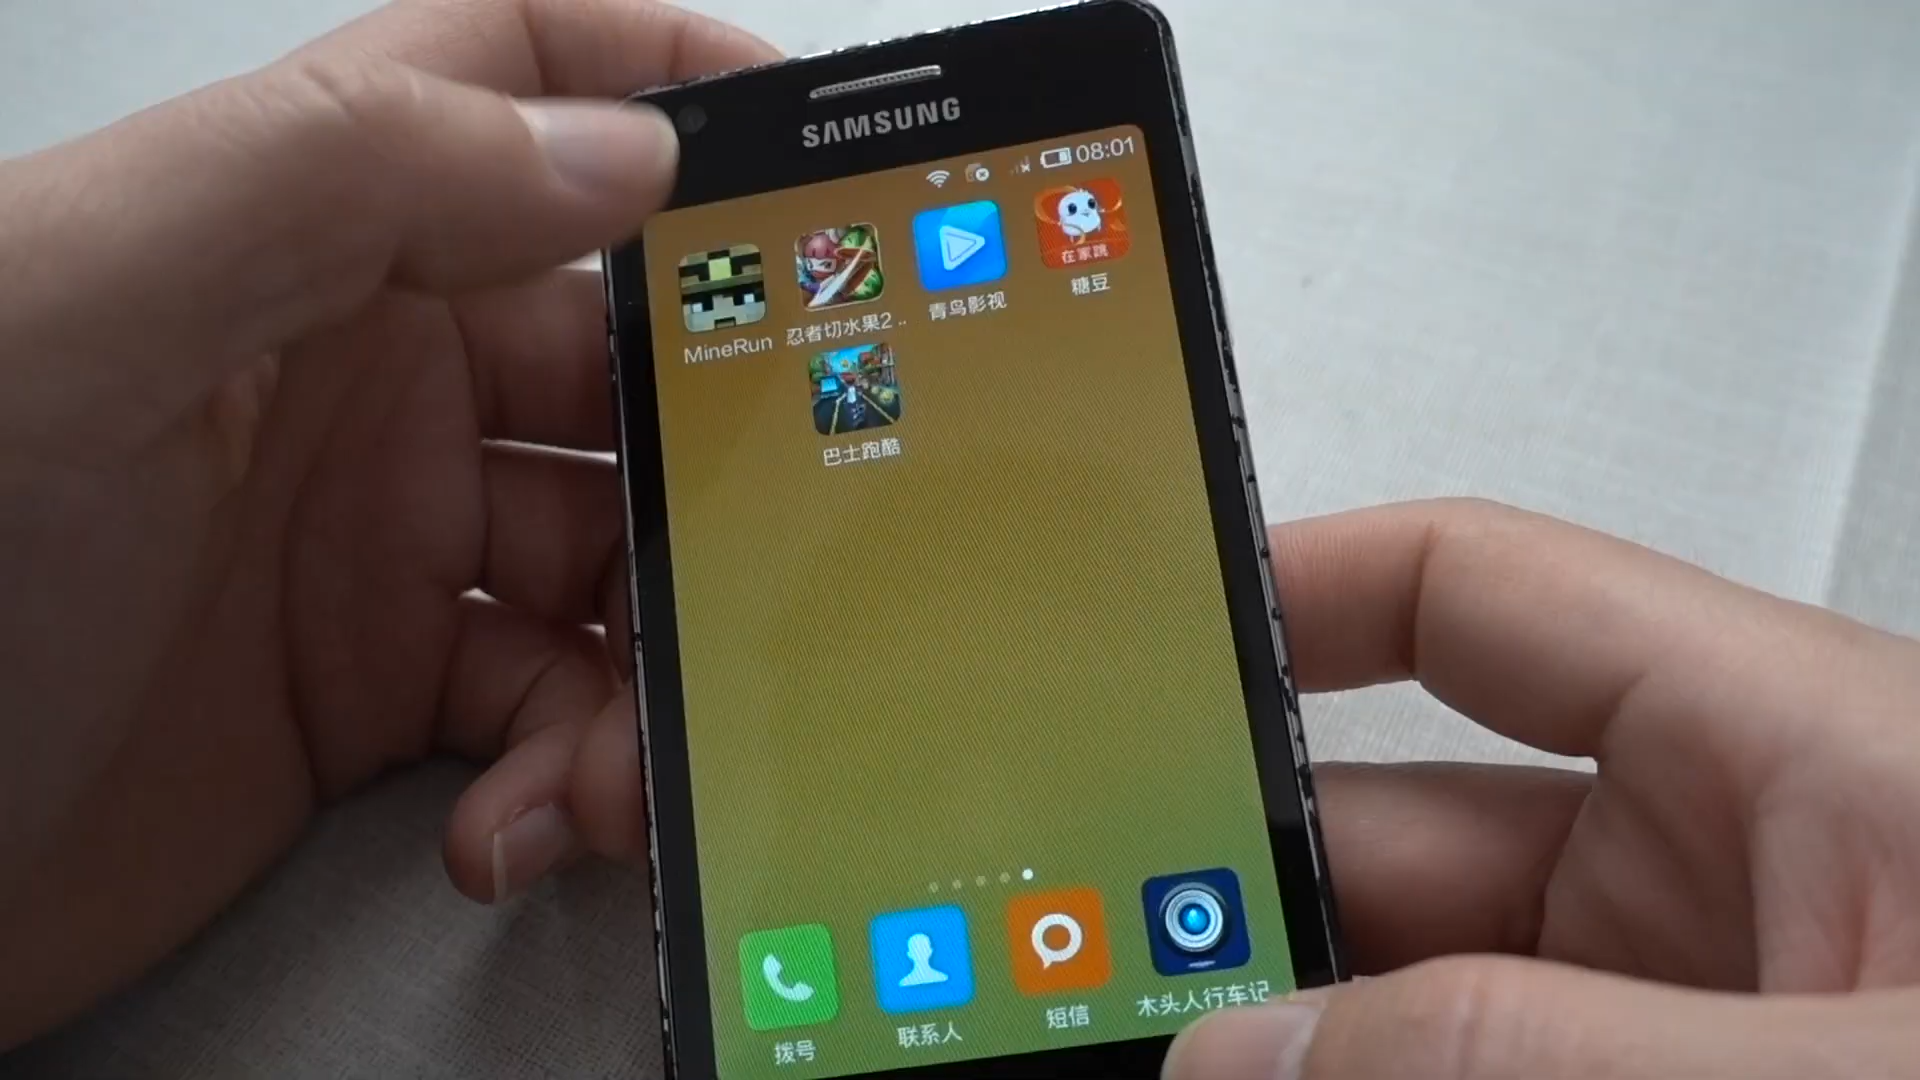 SAMSUNG
08:01
在家跳
MineRun
忍者切水果2 ..
青鸟影视
糖豆
巴士跑酷
拨号
联系人
短信
木头人行车记